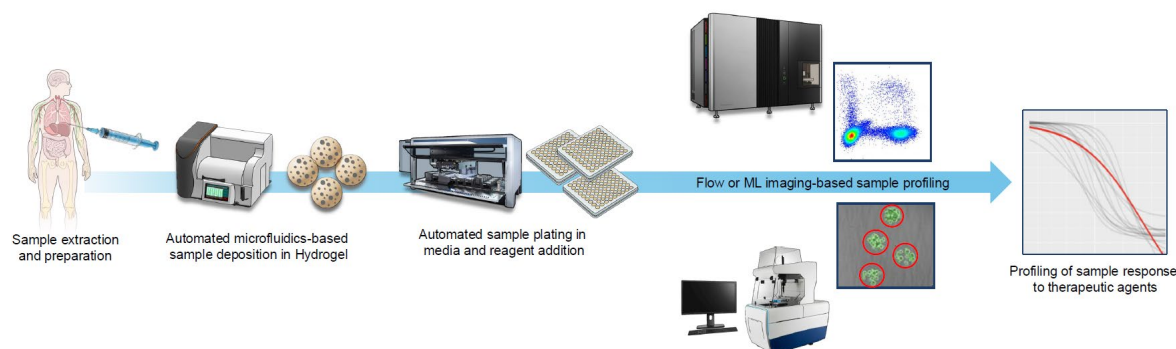 Sample extraction
and preparation
Automated microfluidics-based
sample deposition in Hydrogel
Automated sample plating in
media and reagent addition
Flow or ML imaging-based sample profiling
Profiling of sample response
to therapeutic agents